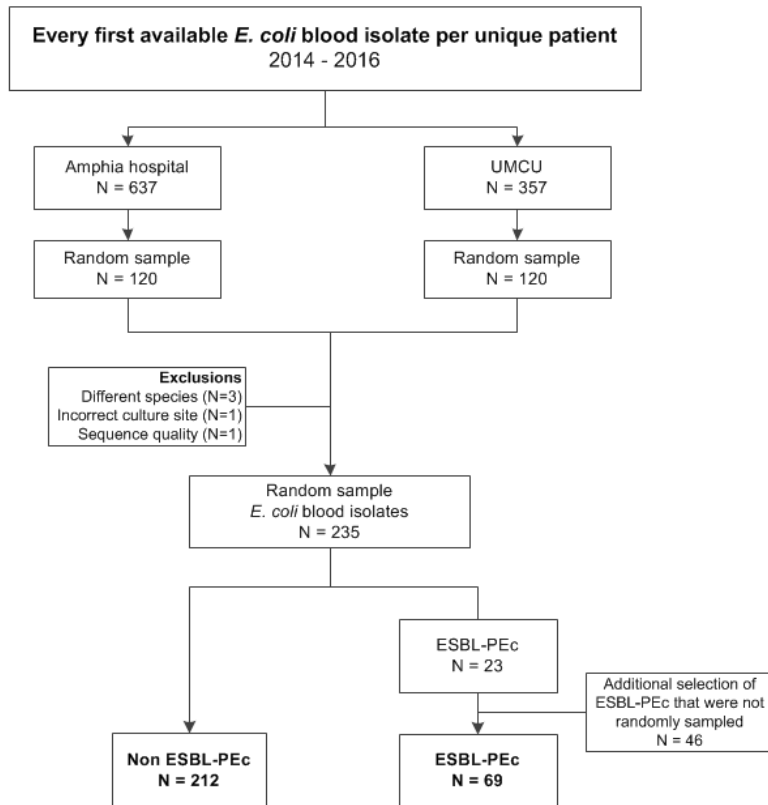 Every first available E. coli blood isolate per unique patient
2014 - 2016
Amphia hospital
N = 637
UMCU
N = 357
Random sample
N = 120
Random sample
N = 120
Exclusions
Different species (N=3)
Incorrect culture site (N=1)
Sequence quality (N=1)
Random sample
E. coli blood isolates
N = 235
ESBL-PEc
N = 23
Additional selection of
ESBL-PEc that were not
randomly sampled
N = 46
Non ESBL-PEc
N = 212
ESBL-PEc
N = 69